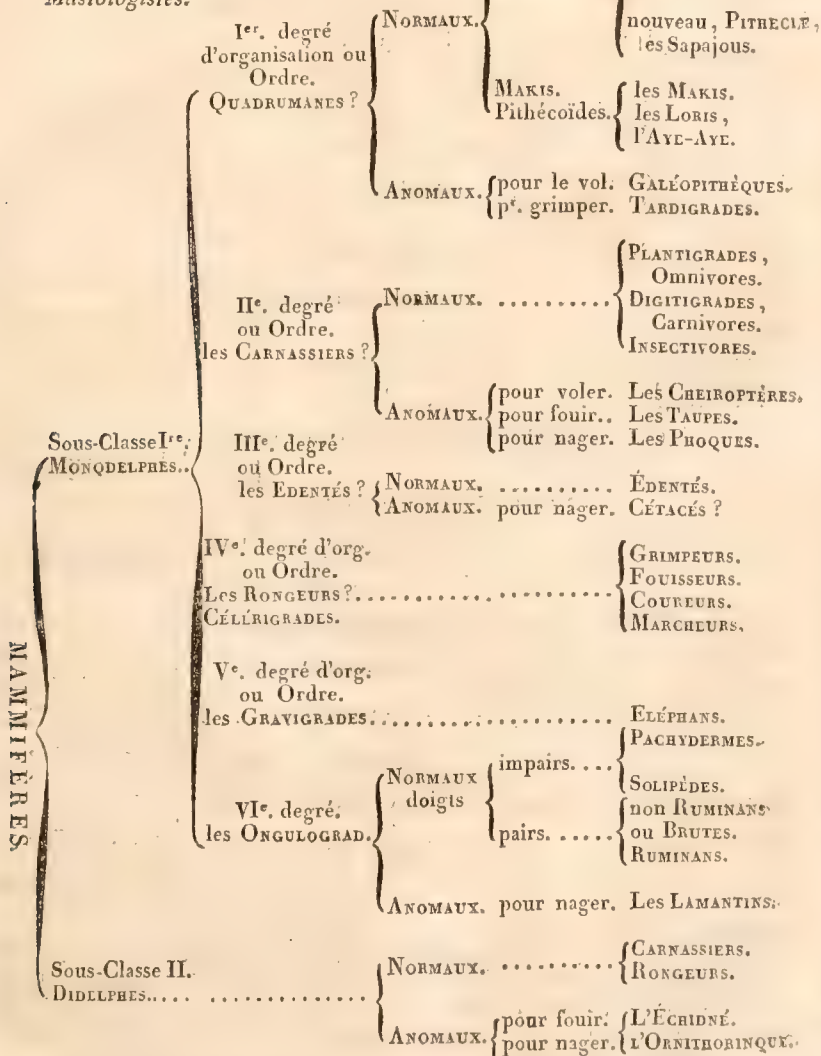 Mastologistes.
Ier. degré
d'organisation ou
Ordre.
QUADRUMANES ?
NORMAUX.
nouveau, PITHECIÆ,
les Sapajous.
MAKIS.
Pithécoïdes.
les MAKIS.
les LORIS,
l'AYE-AYE.
ANOMAUX.
pour le vol. GALÉOPITHÈQUES.
pr. grimper. TARDIGRADES.
IIe. degré
ou Ordre.
les CARNASSIERS ?
NORMAUX. ..........
PLANTIGRADES,
Omnivores.
DIGITIGRADES,
Carnivores.
INSECTIVORES.
ANOMAUX.
pour voler. Les CHEIROPTÈRES.
pour fouir.. Les TAUPES.
pour nager. Les PHOQUES.
MAMMIFÈRES
Sous-Classe Ire.
MONODELPHES..
IIIe. degré
ou Ordre.
les EDENTÉS ?
NORMAUX. .......... ÉDENTÉS.
ANOMAUX. pour nager. CÉTACÉS ?
IVe. degré d'org.
ou Ordre.
Les RONGEURS ?......................
CÉLÉRIGRADES.
GRIMPEURS.
FOUISSEURS.
COUREURS.
MARCHEURS.
Ve. degré d'org.
ou Ordre.
les GRAVIGRADES....................... ELÉPHANS.
VIe. degré.
les ONGULOGRAD.
NORMAUX
doigts
impairs....
PACHYDERMES.
SOLIPÈDES.
pairs......
non RUMINANS
ou BRUTES.
RUMINANS.
ANOMAUX. pour nager. Les LAMANTINS.
Sous-Classe II.
DIDELPHES..... ..............
NORMAUX. ..........
CARNASSIERS.
RONGEURS.
ANOMAUX.
pour fouir. L'ÉCHIDNÉ.
pour nager. L'ORNITHORINQUE.